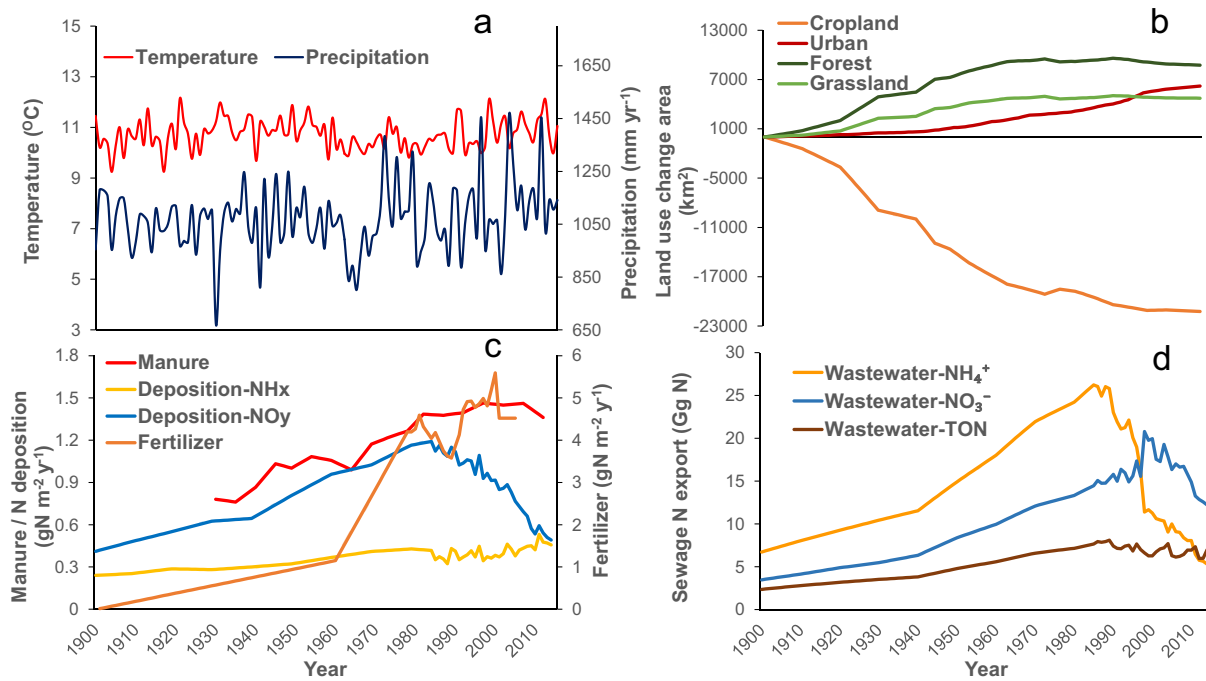 a
Temperature Precipitation
15
13
11
9
7
5
3
Temperature (OC)
1650
1450
1250
1050
850
650
Precipitation (mm yr-1)
b
Cropland
Urban
Forest
Grassland
13000
7000
1000
-5000
-11000
-17000
-23000
Land use change area
(km2)
c
Manure
Deposition-NHx
Deposition-NOy
Fertilizer
1.8
1.5
1.2
0.9
0.6
0.3
0
Manure / N deposition
(gN m-2 y-1)
6
5
4
3
2
1
0
Fertilizer (gN m-2 y-1)
1900 1910 1920 1930 1940 1950 1960 1970 1980 1990 2000 2010
Year
d
Wastewater-NH₄⁺
Wastewater-NO₃⁻
Wastewater-TON
30
25
20
15
10
5
0
Sewage N export (Gg N)
1900 1910 1920 1930 1940 1950 1960 1970 1980 1990 2000 2010
Year